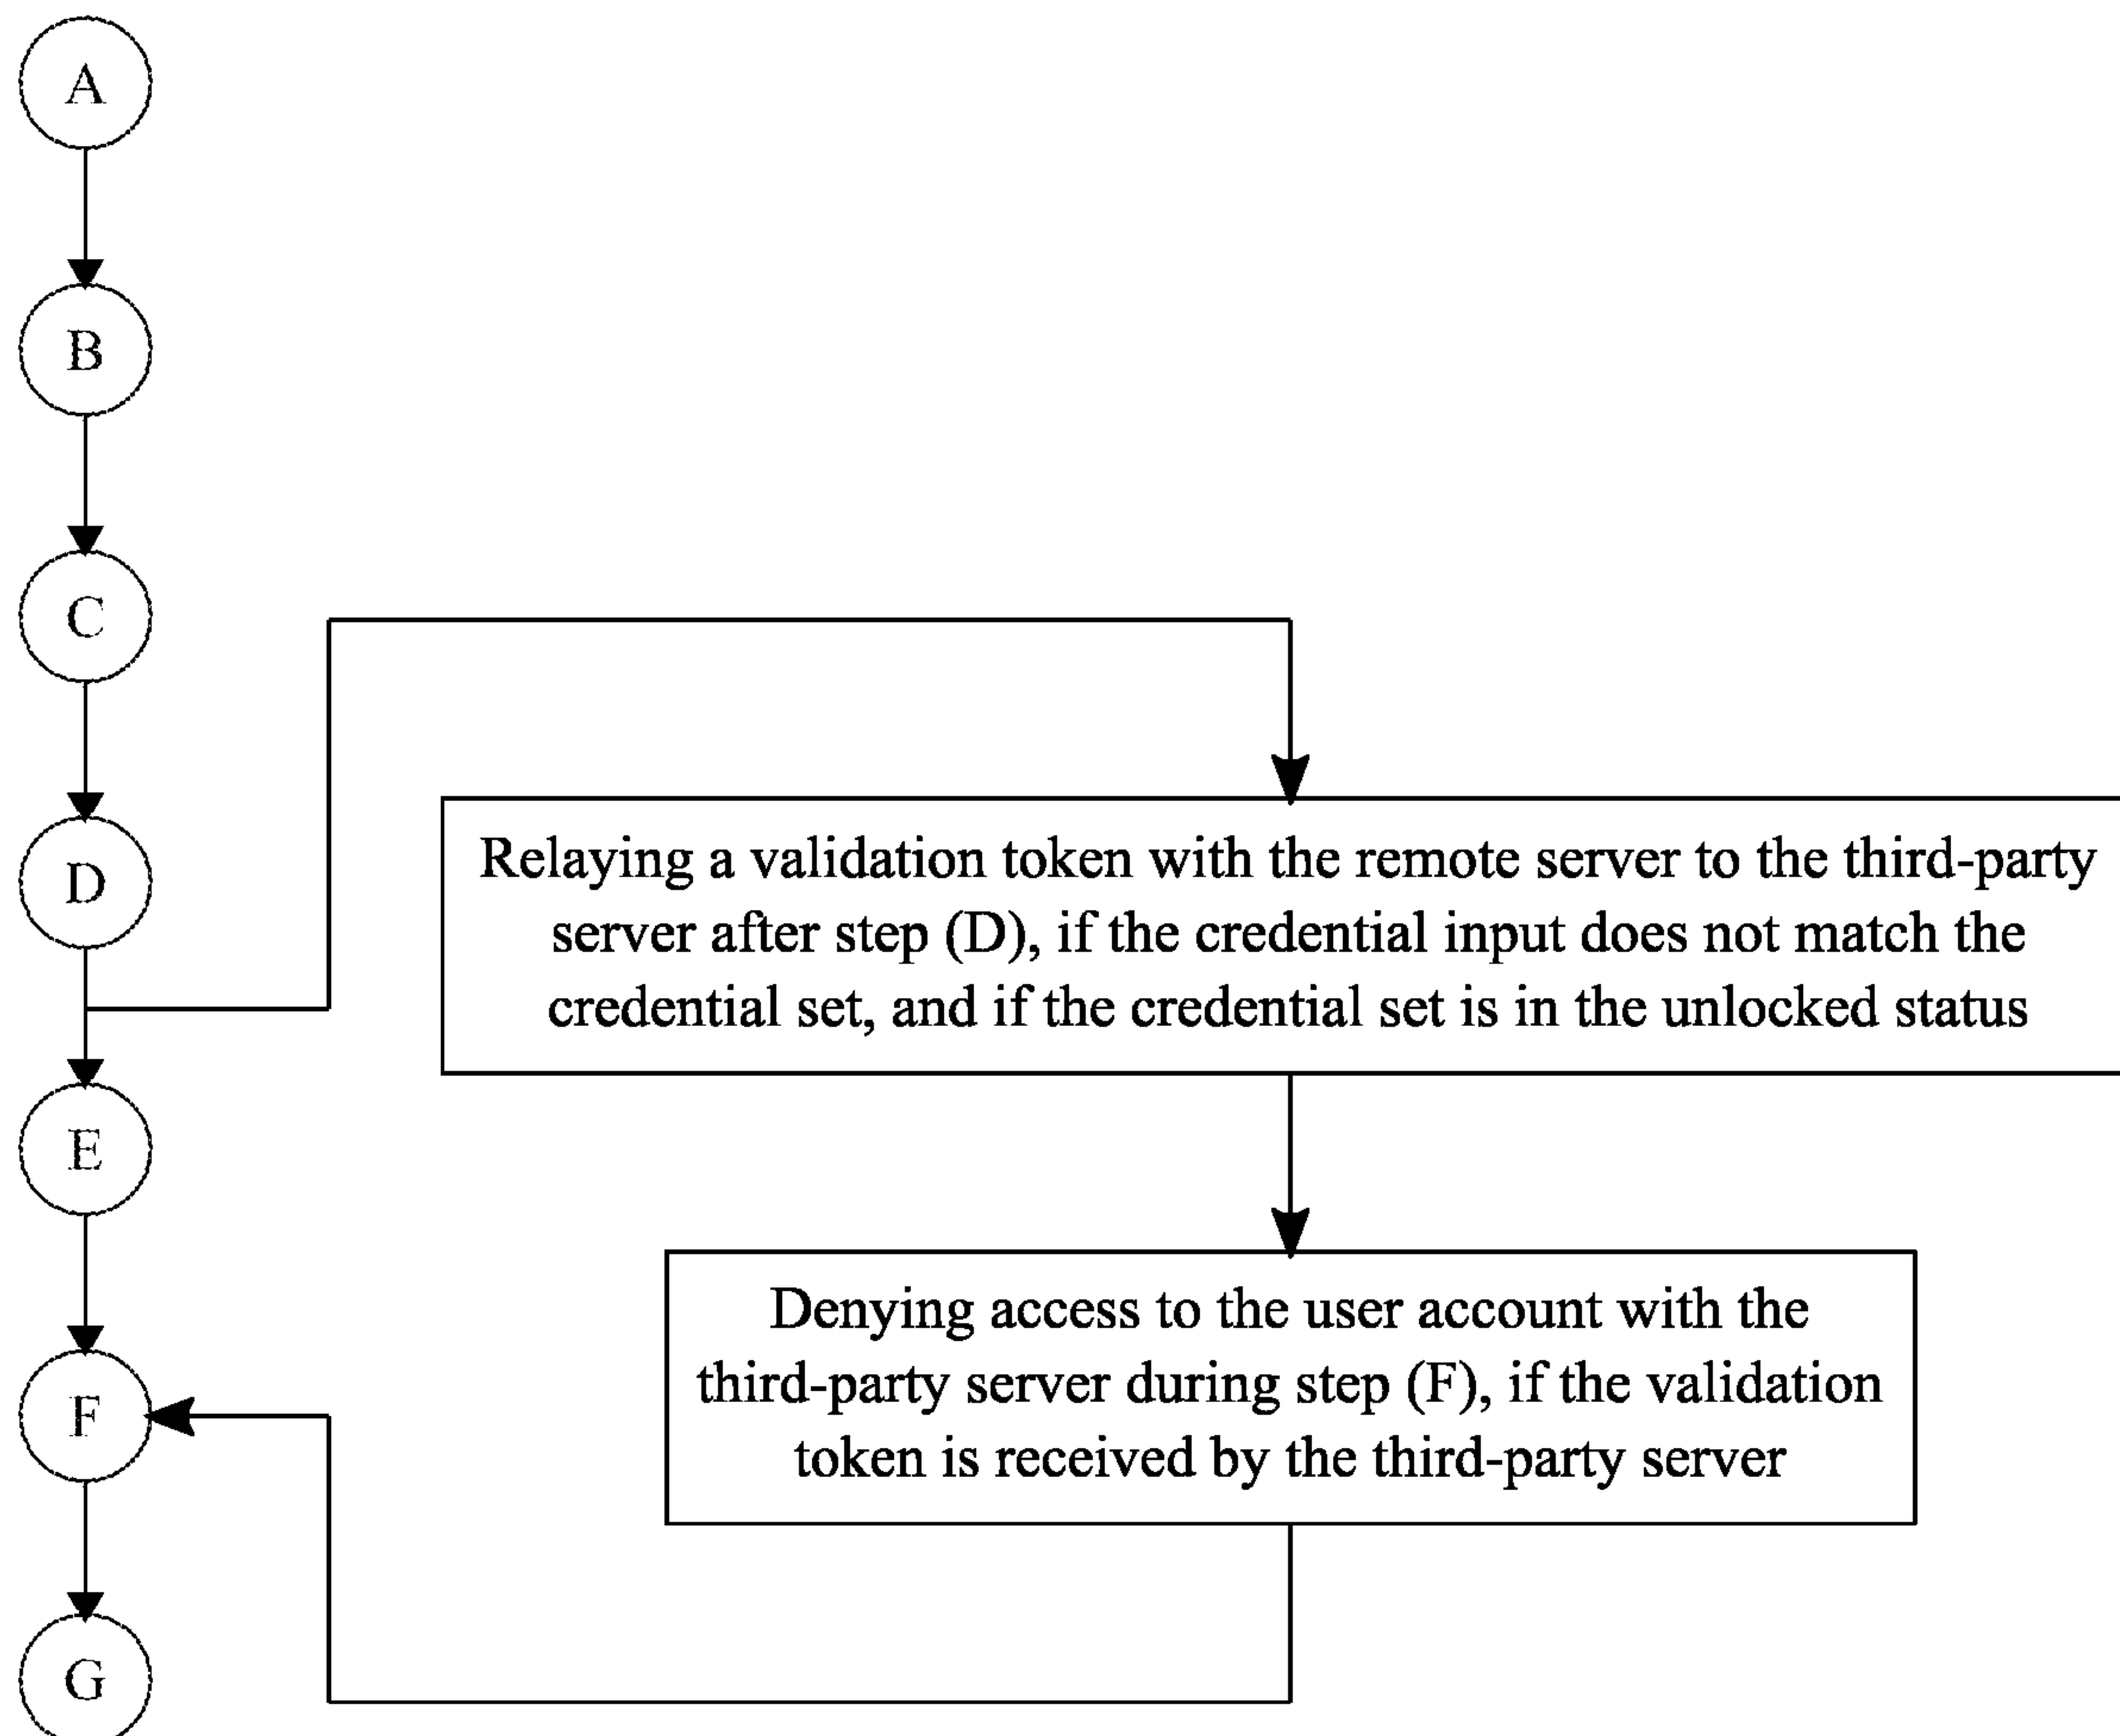 A
B
C
D
E
F
G
Relaying a validation token with the remote server to the third-party
server after step (D), if the credential input does not match the
credential set, and if the credential set is in the unlocked status
Denying access to the user account with the
third-party server during step (F), if the validation
token is received by the third-party server